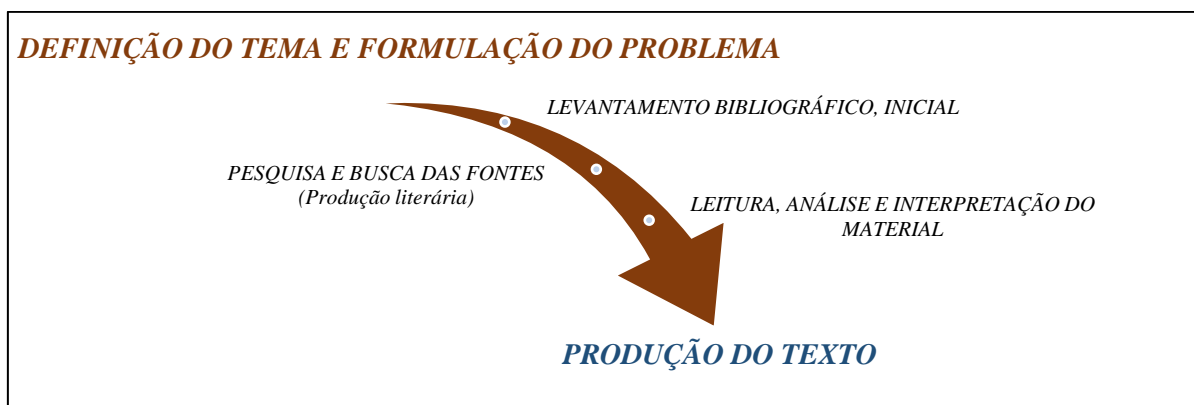 DEFINIÇÃO DO TEMA E FORMULAÇÃO DO PROBLEMA
LEVANTAMENTO BIBLIOGRÁFICO, INICIAL
PESQUISA E BUSCA DAS FONTES
(Produção literária)
LEITURA, ANÁLISE E INTERPRETAÇÃO DO
MATERIAL
PRODUÇÃO DO TEXTO